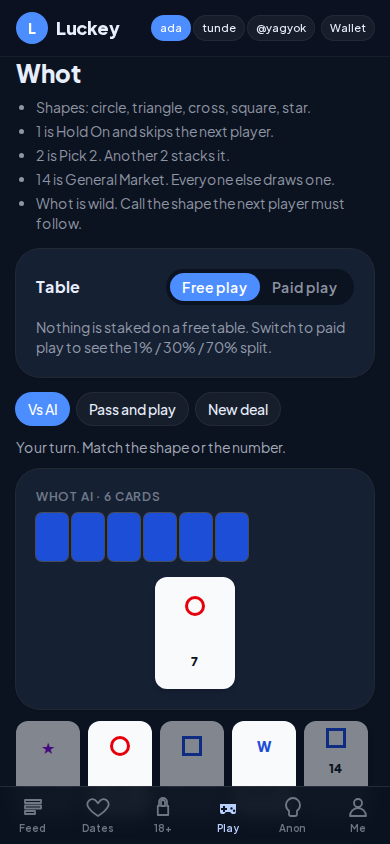 L Luckey ada tunde @yagyok Wallet
Whot
• Shapes: circle, triangle, cross, square, star.
• 1 is Hold On and skips the next player.
• 2 is Pick 2. Another 2 stacks it.
• 14 is General Market. Everyone else draws one.
• Whot is wild. Call the shape the next player must
follow.
Table Free play Paid play
Nothing is staked on a free table. Switch to paid
play to see the 1% / 30% / 70% split.
Vs AI Pass and play New deal
Your turn. Match the shape or the number.
WHOT AI · 6 CARDS
7
W
14
Feed Dates 18+ Play Anon Me